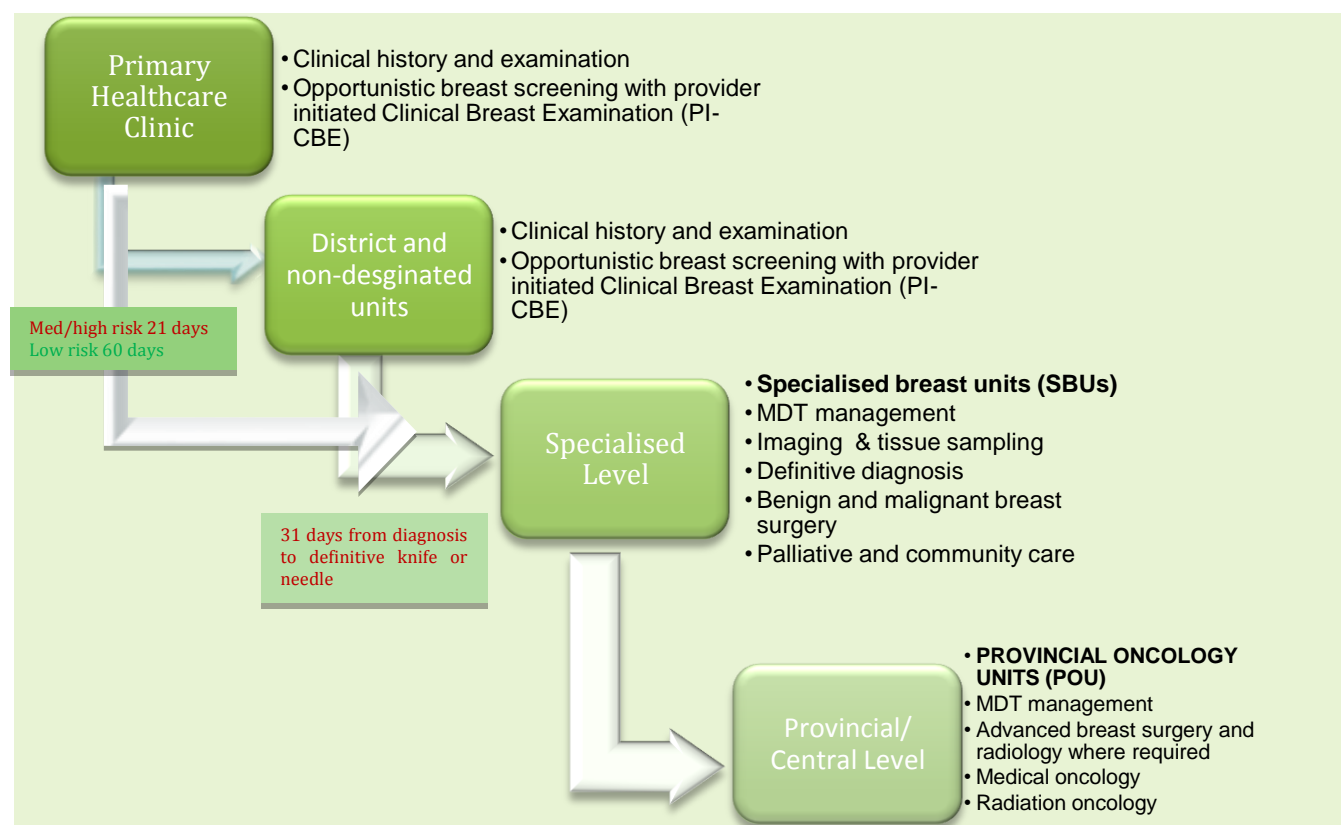 Primary
Healthcare
Clinic
• Clinical history and examination
• Opportunistic breast screening with provider
initiated Clinical Breast Examination (PI-
CBE)
District and
non-desginated
units
• Clinical history and examination
• Opportunistic breast screening with provider
initiated Clinical Breast Examination (PI-
CBE)
Med/high risk 21 days
Low risk 60 days
Specialised
Level
• Specialised breast units (SBUs)
• MDT management
• Imaging & tissue sampling
• Definitive diagnosis
• Benign and malignant breast
surgery
• Palliative and community care
31 days from diagnosis
to definitive knife or
needle
Provincial/
Central Level
• PROVINCIAL ONCOLOGY
UNITS (POU)
• MDT management
• Advanced breast surgery and
radiology where required
• Medical oncology
• Radiation oncology